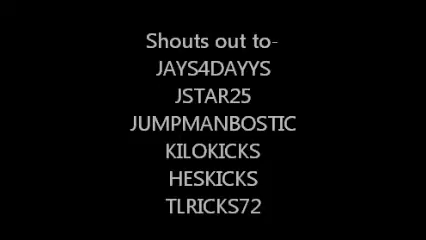 Shouts out to-
JAYS4DAYYS
JSTAR25
JUMPMANBOSTIC
KILOKICKS
HESKICKS
TLRICKS72